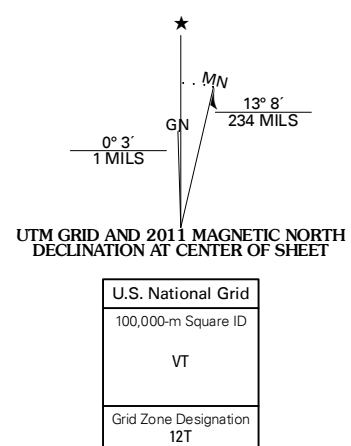 ★
MN
GN
13° 8´
234 MILS
0° 3´
1 MILS
UTM GRID AND 2011 MAGNETIC NORTH
DECLINATION AT CENTER OF SHEET
U.S. National Grid
100,000-m Square ID
VT
Grid Zone Designation
12T